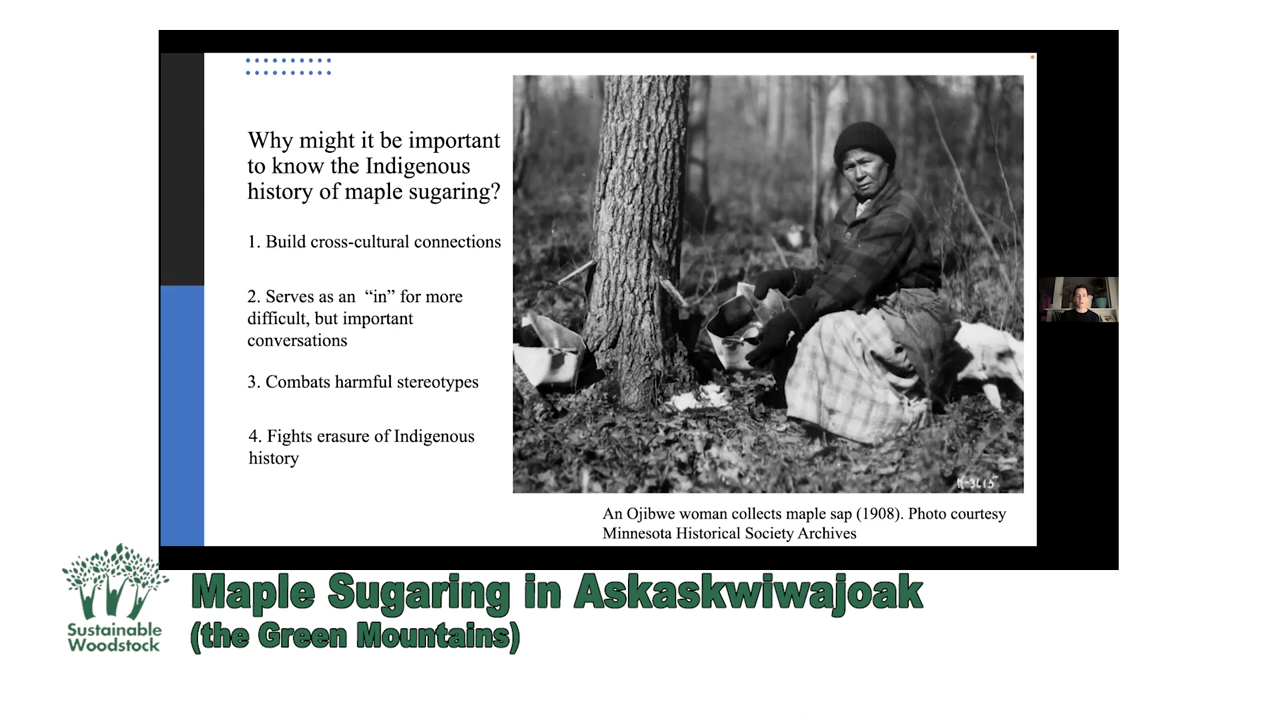 Why might it be important
to know the Indigenous
history of maple sugaring?
1. Build cross-cultural connections
2. Serves as an “in” for more
difficult, but important
conversations
3. Combats harmful stereotypes
4. Fights erasure of Indigenous
history
An Ojibwe woman collects maple sap (1908). Photo courtesy
Minnesota Historical Society Archives
Sustainable
Woodstock
Maple Sugaring in Askaskwiwajoak
(the Green Mountains)